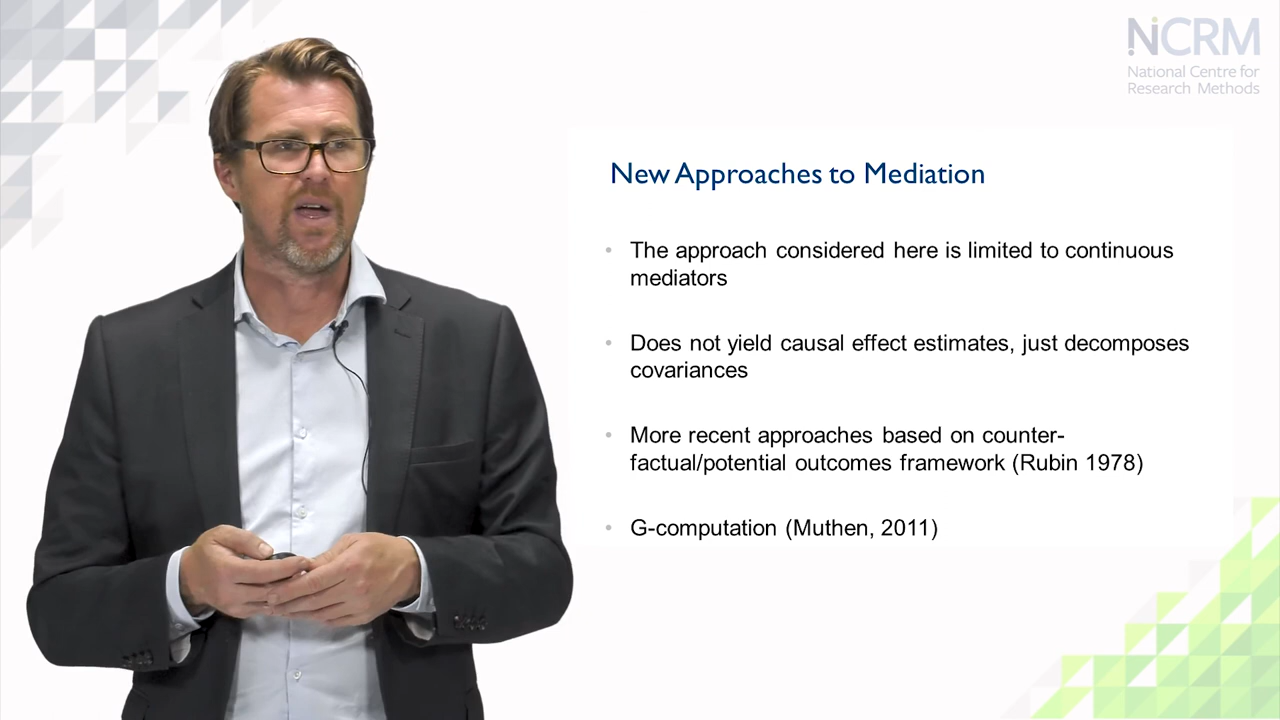 NCRM
National Centre for
Research Methods
New Approaches to Mediation
• The approach considered here is limited to continuous
mediators
• Does not yield causal effect estimates, just decomposes
covariances
• More recent approaches based on counter-
factual/potential outcomes framework (Rubin 1978)
• G-computation (Muthen, 2011)